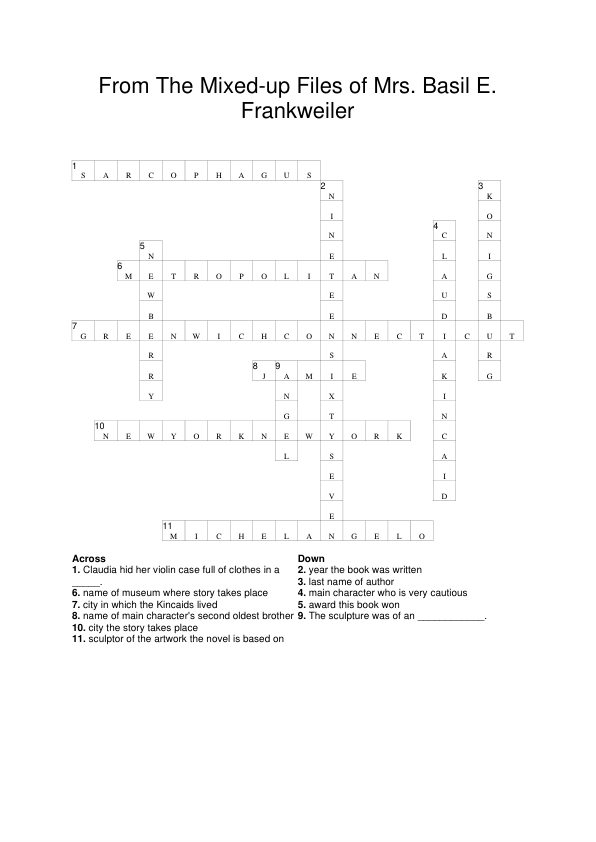 From The Mixed-up Files of Mrs. Basil E.
Frankweiler
1
S A R C O P H A G U S
2 3
N K
I O
4
N C N
5
N E L I
6
M E T R O P O L I T A N A G
W E U S
B E D B
7
G R E E N W I C H C O N N E C T I C U T
R S A R
8 9
R J A M I E K G
Y N X I
G T N
10
N E W Y O R K N E W Y O R K C
L S A
E I
V D
E
11
M I C H E L A N G E L O
Across
1. Claudia hid her violin case full of clothes in a
_____.
6. name of museum where story takes place
7. city in which the Kincaids lived
8. name of main character's second oldest brother
10. city the story takes place
11. sculptor of the artwork the novel is based on
Down
2. year the book was written
3. last name of author
4. main character who is very cautious
5. award this book won
9. The sculpture was of an _____________.